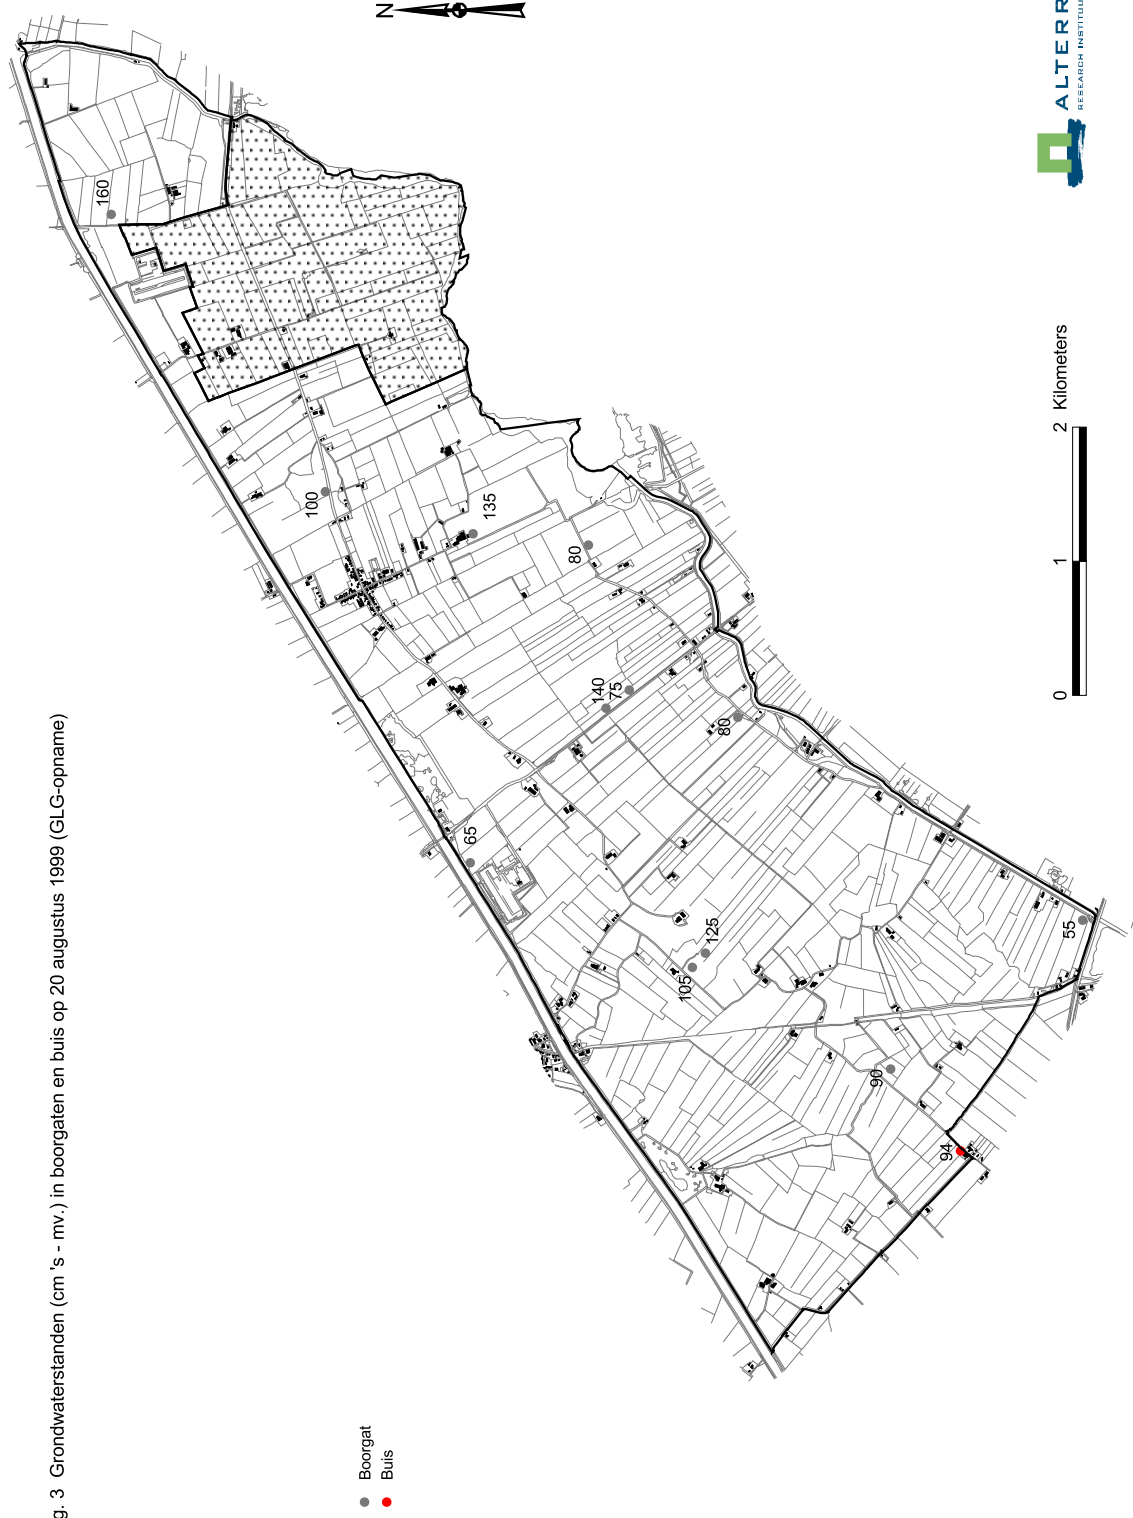 g. 3 Grondwaterstanden (cm 's - mv.) in boorgaten en buis op 20 augustus 1999 (GLG-opname)
N
160
100
135
80
140
75
80
65
125
105
55
90
94
Boorgat
Buis
0 1 2 Kilometers
ALTERR
RESEARCH INSTITUU